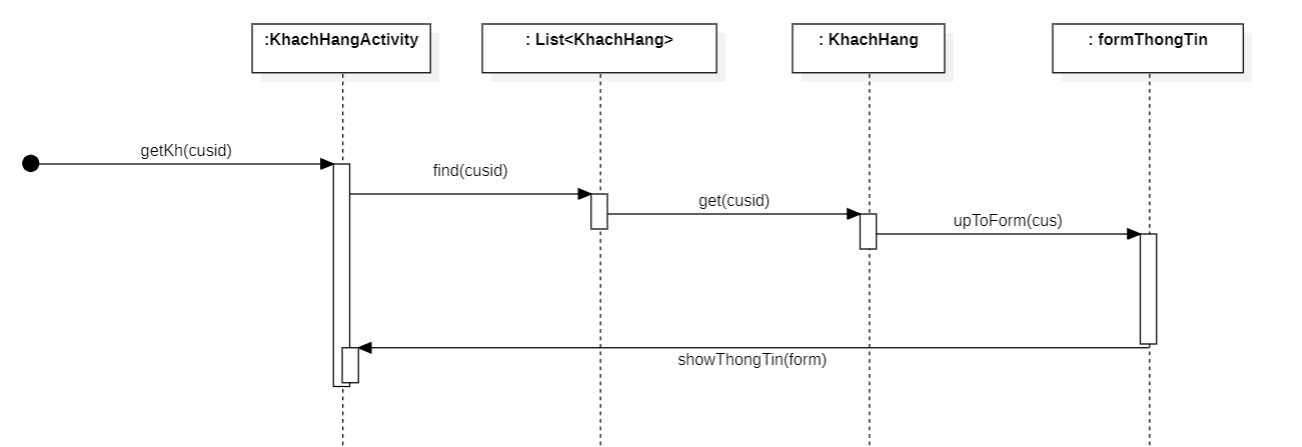 :KhachHangActivity
: List<KhachHang>
: KhachHang
: formThongTin
getKh(cusid)
find(cusid)
get(cusid)
upToForm(cus)
showThongTin(form)